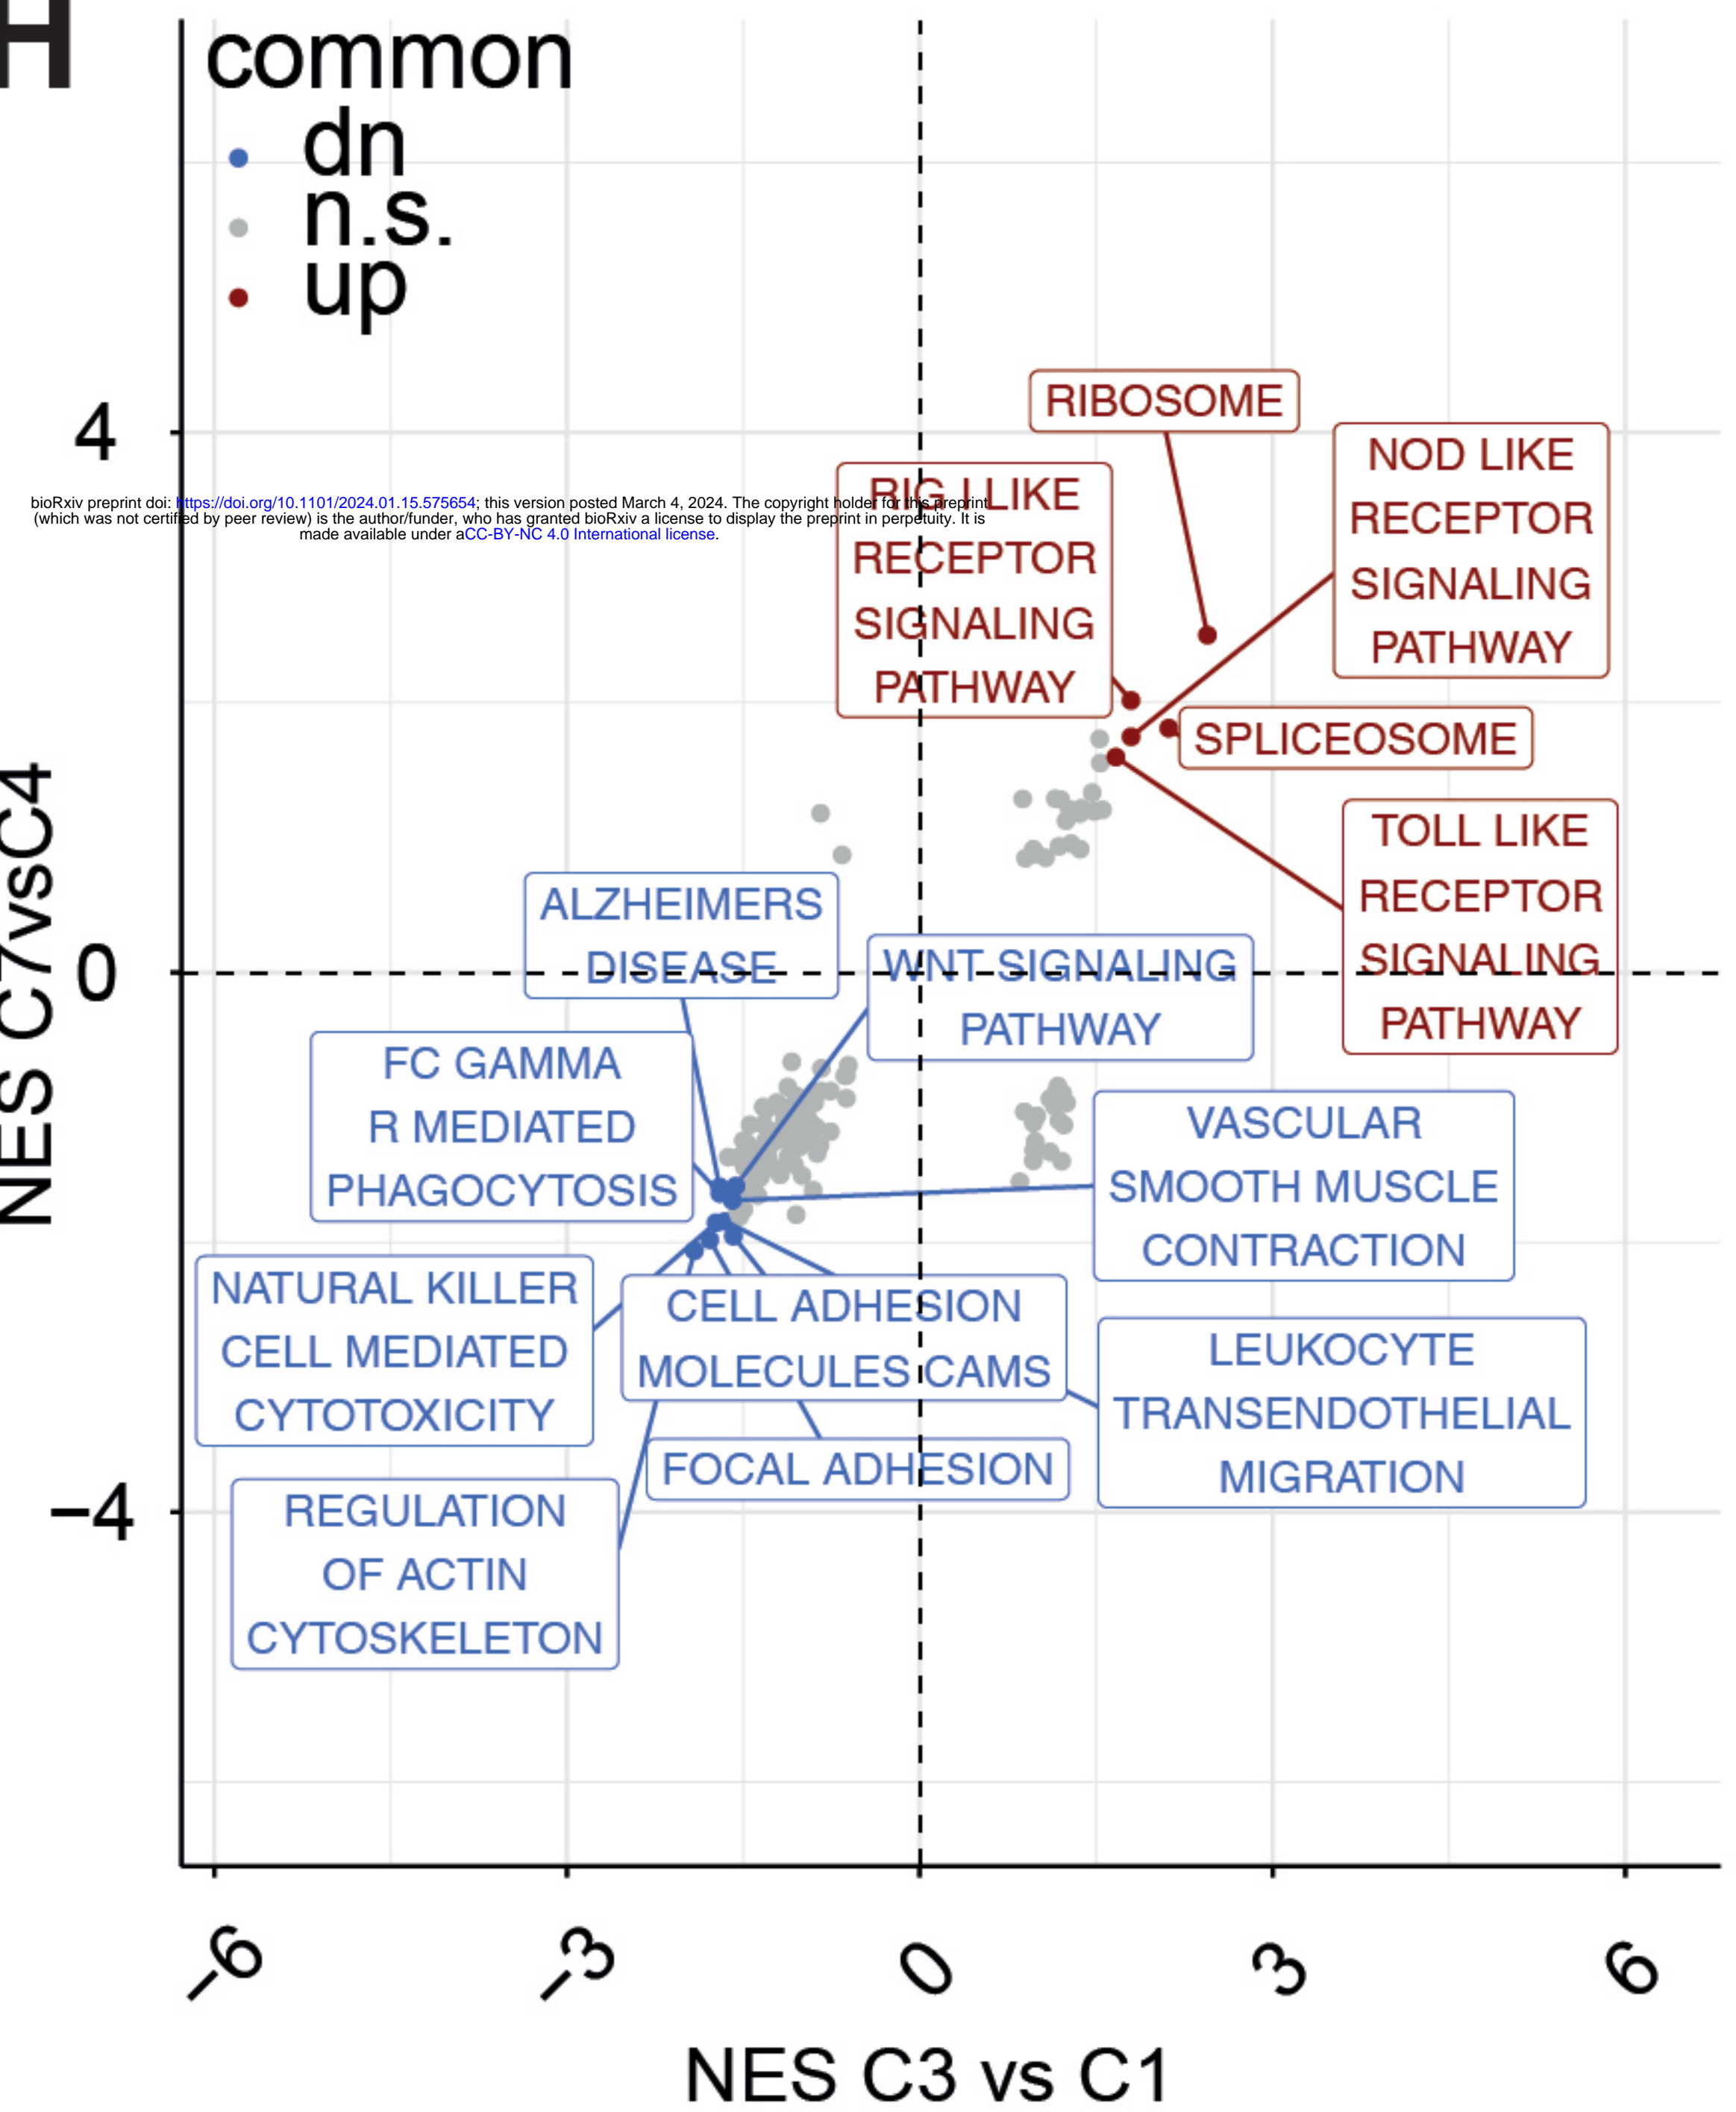 H
common
dn
n.s.
up
4
0
−4
NES C7vsC4
bioRxiv preprint doi: https://doi.org/10.1101/2024.01.15.575654; this version posted March 4, 2024. The copyright holder for this preprint
(which was not certified by peer review) is the author/funder, who has granted bioRxiv a license to display the preprint in perpetuity. It is
made available under aCC-BY-NC 4.0 International license.
RIBOSOME
NOD LIKE
RECEPTOR
SIGNALING
PATHWAY
RIG I LIKE
RECEPTOR
SIGNALING
PATHWAY
SPLICEOSOME
TOLL LIKE
RECEPTOR
SIGNALING
PATHWAY
ALZHEIMERS
DISEASE
WNT SIGNALING
PATHWAY
FC GAMMA
R MEDIATED
PHAGOCYTOSIS
VASCULAR
SMOOTH MUSCLE
CONTRACTION
NATURAL KILLER
CELL MEDIATED
CYTOTOXICITY
CELL ADHESION
MOLECULES CAMS
LEUKOCYTE
TRANSENDOTHELIAL
MIGRATION
FOCAL ADHESION
REGULATION
OF ACTIN
CYTOSKELETON
−6
−3
0
3
6
NES C3 vs C1